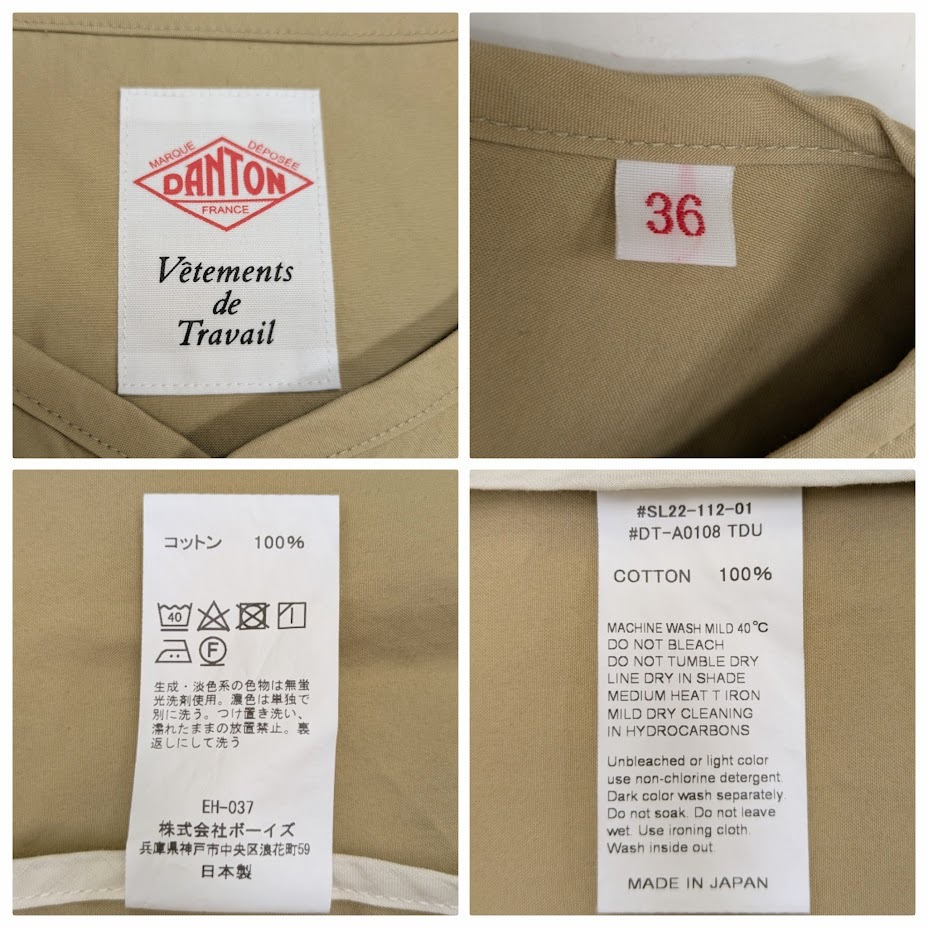 MARQUE DÉPOSÉE
DANTON
FRANCE
Vêtements
de
Travail
36
コットン 100%
40
F
生成・淡色系の色物は無蛍
光洗剤使用。濃色は単独で
別に洗う。つけ置き洗い、
濡れたままの放置禁止。裏
返しにして洗う
EH-037
株式会社ボーイズ
兵庫県神戸市中央区浪花町59
日本製
#SL22-112-01
#DT-A0108 TDU
COTTON 100%
MACHINE WASH MILD 40℃
DO NOT BLEACH
DO NOT TUMBLE DRY
LINE DRY IN SHADE
MEDIUM HEAT T IRON
MILD DRY CLEANING
IN HYDROCARBONS
Unbleached or light color
use non-chlorine detergent.
Dark color wash separately.
Do not soak. Do not leave
wet. Use ironing cloth.
Wash inside out.
MADE IN JAPAN